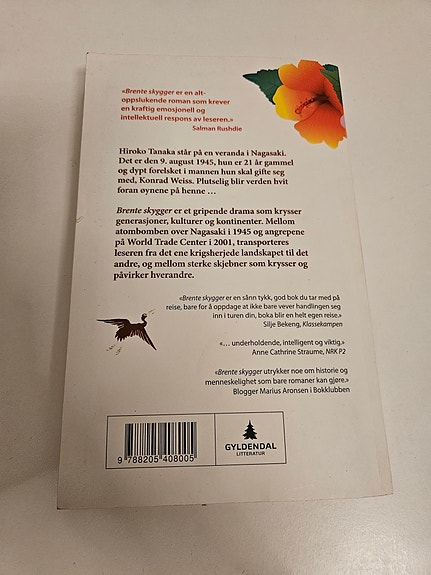 «Brente skygger er en alt-
oppslukende roman som krever
en kraftig emosjonell og
intellektuell respons av leseren.»
Salman Rushdie
Hiroko Tanaka står på en veranda i Nagasaki.
Det er den 9. august 1945, hun er 21 år gammel
og dypt forelsket i mannen hun skal gifte seg
med, Konrad Weiss. Plutselig blir verden hvit
foran øynene på henne …
Brente skygger er et gripende drama som krysser
generasjoner, kulturer og kontinenter. Mellom
atombomben over Nagasaki i 1945 og angrepene
på World Trade Center i 2001, transporteres
leseren fra det ene krigsherjede landskapet til det
andre, og mellom sterke skjebner som krysser og
påvirker hverandre.
«Brente skygger er en sånn tykk, god bok du tar med på
reise, bare for å oppdage at ikke bare vever handlingen seg
inn i turen din, boka blir en helt egen reise.»
Silje Bekeng, Klassekampen
«… underholdende, intelligent og viktig.»
Anne Cathrine Straume, NRK P2
«Brente skygger uttrykker noe om historie og
menneskelighet som bare romaner kan gjøre.»
Blogger Marius Aronsen i Bokklubben
9 788205 408005
GYLDENDAL
LITTERATUR